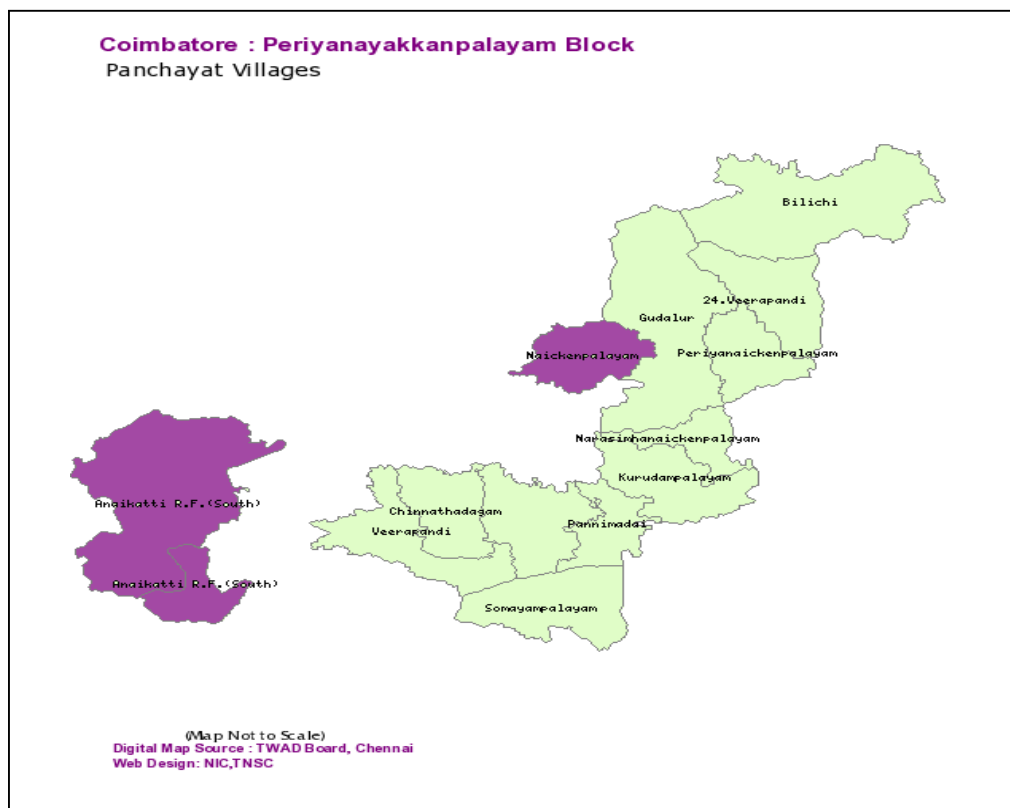 Coimbatore : Periyanayakkanpalayam Block
Panchayat Villages
Bilichi
24.Veerapandi
Gudalur
Naickenpalayam
Periyanaickenpalayam
Narasimhanaickenpalayam
Kurudampalayam
Anaikatti R.F.(South)
Chinnathadagam
Pannimadai
Veerapandi
Anaikatti R.F.(South)
Somayampalayam
(Map Not to Scale)
Digital Map Source : TWAD Board, Chennai
Web Design: NIC,TNSC